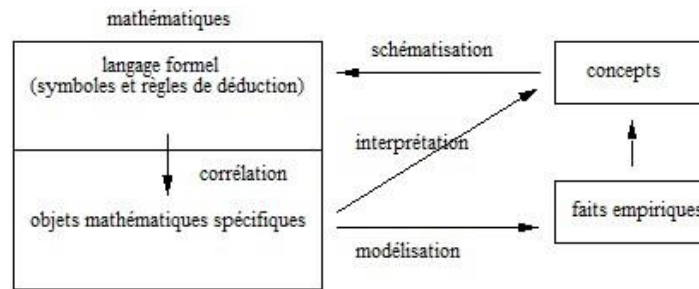 mathématiques
langage formel
(symboles et règles de déduction)
schématisation
concepts
interprétation
corrélation
objets mathématiques spécifiques
faits empiriques
modélisation